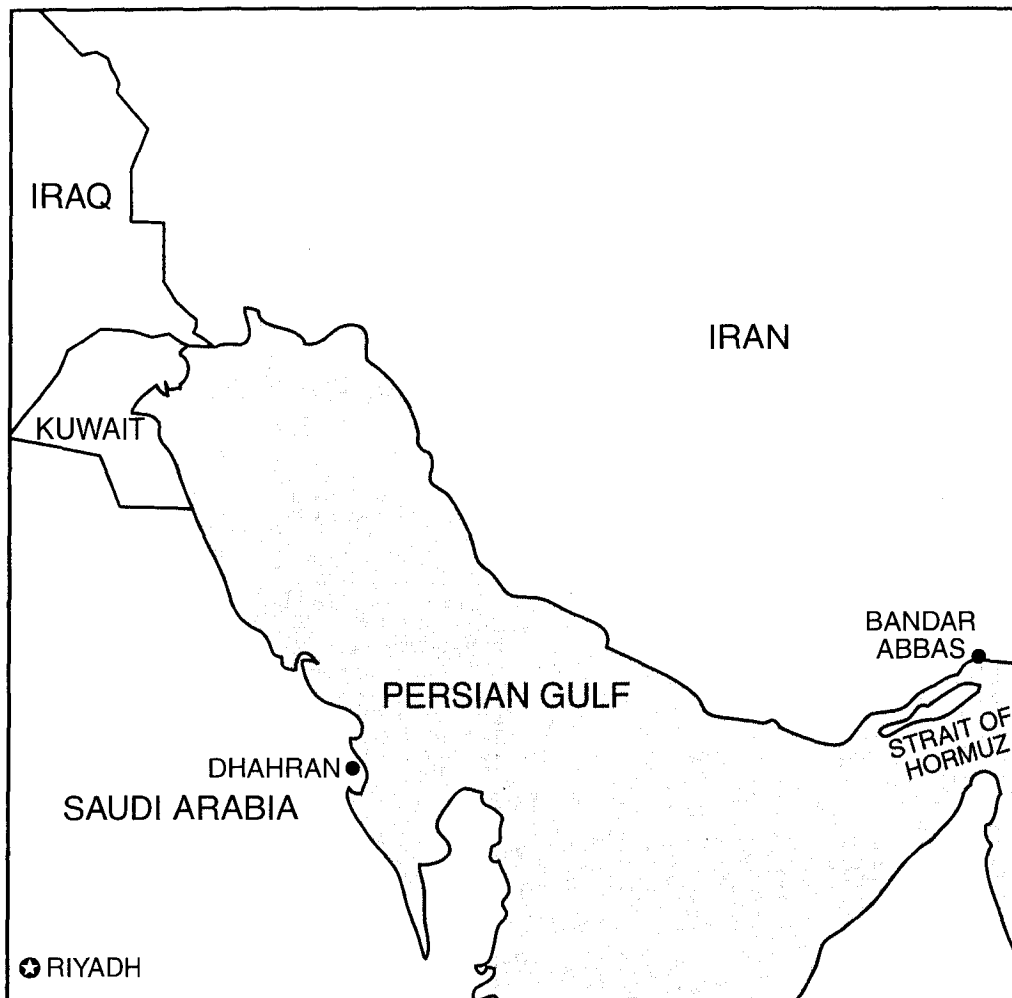 IRAQ
IRAN
KUWAIT
BANDAR
ABBAS
PERSIAN GULF
STRAIT OF
HORMUZ
DHAHRAN
SAUDI ARABIA
RIYADH